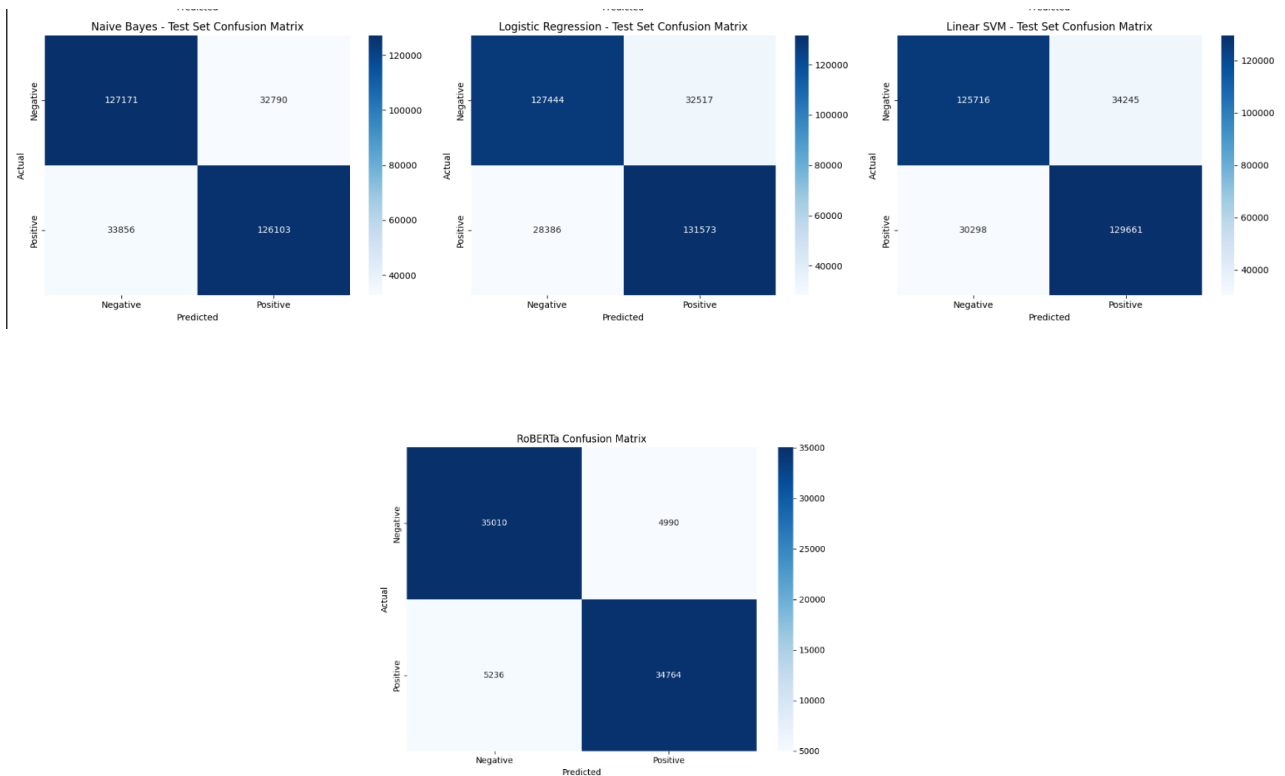 Naive Bayes - Test Set Confusion Matrix
Negative
127171
32790
Positive
33856
126103
Actual
Negative
Positive
Predicted
120000
100000
80000
60000
40000
Logistic Regression - Test Set Confusion Matrix
Negative
127444
32517
Positive
28386
131573
Actual
Negative
Positive
Predicted
120000
100000
80000
60000
40000
Linear SVM - Test Set Confusion Matrix
Negative
125716
34245
Positive
30298
129661
Actual
Negative
Positive
Predicted
120000
100000
80000
60000
40000
RoBERTa Confusion Matrix
Negative
35010
4990
Positive
5236
34764
Actual
Negative
Positive
Predicted
35000
30000
25000
20000
15000
10000
5000